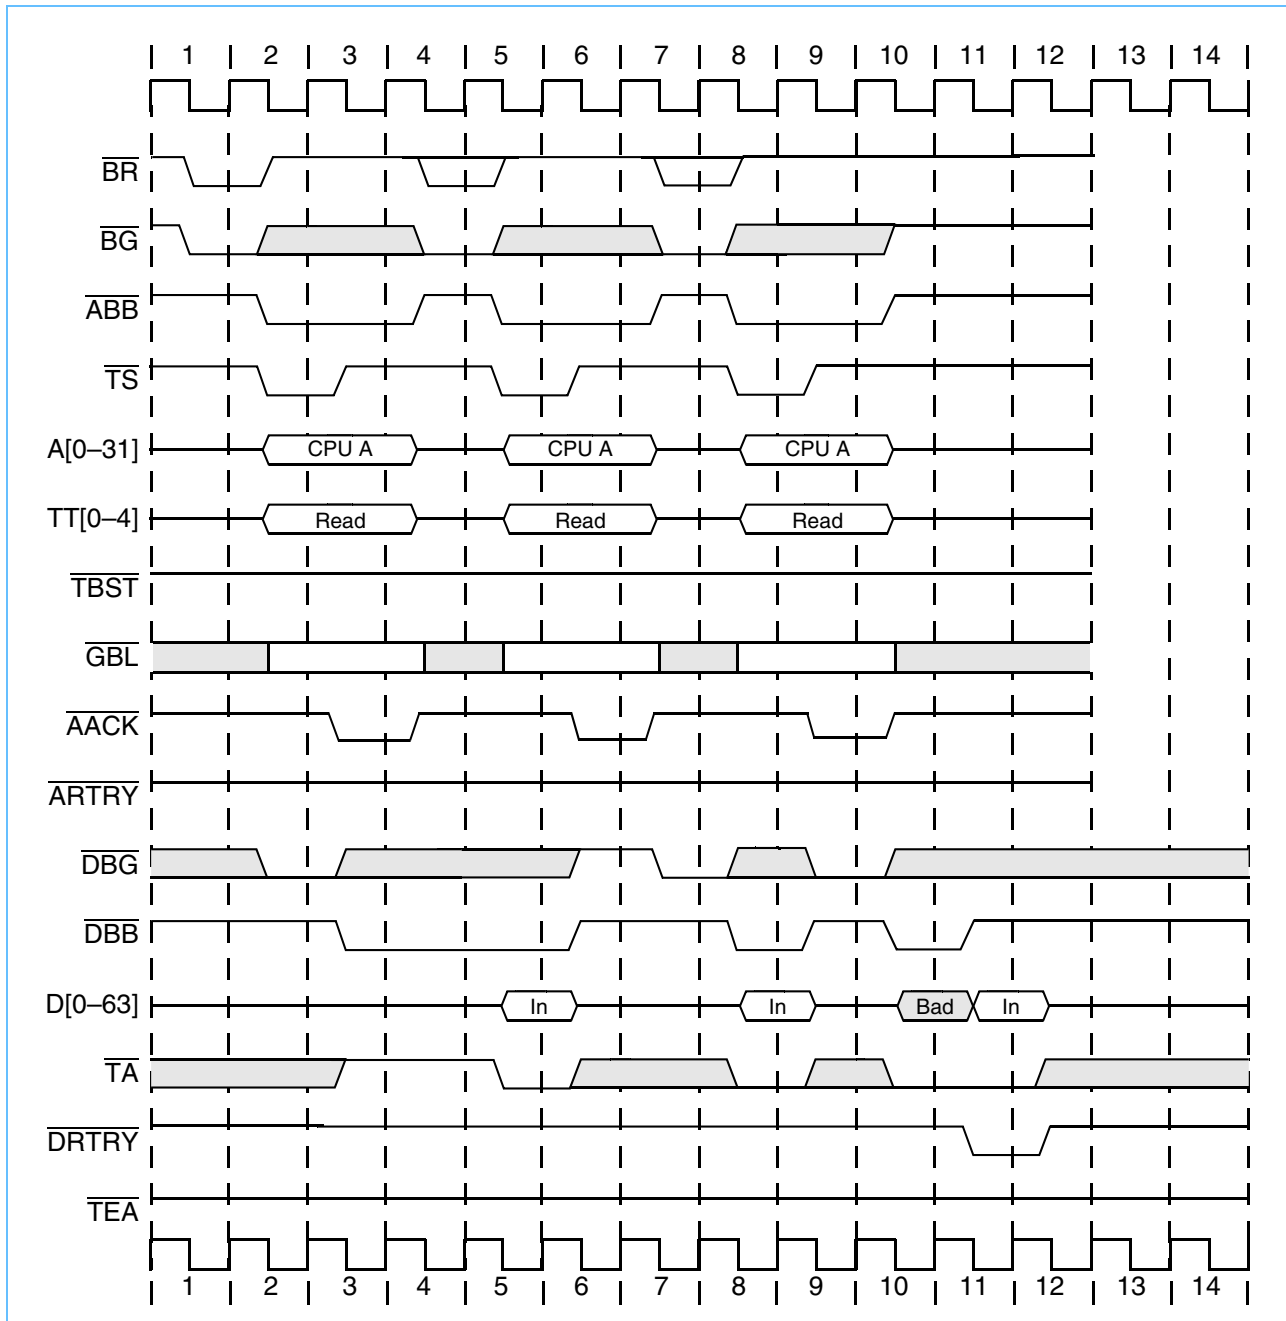 1 2 3 4 5 6 7 8 9 10 11 12 13 14
BR
BG
ABB
TS
A[0–31] CPU A CPU A CPU A
TT[0–4] Read Read Read
TBST
GBL
AACK
ARTRY
DBG
DBB
D[0–63] In In Bad In
TA
DRTRY
TEA
1 2 3 4 5 6 7 8 9 10 11 12 13 14